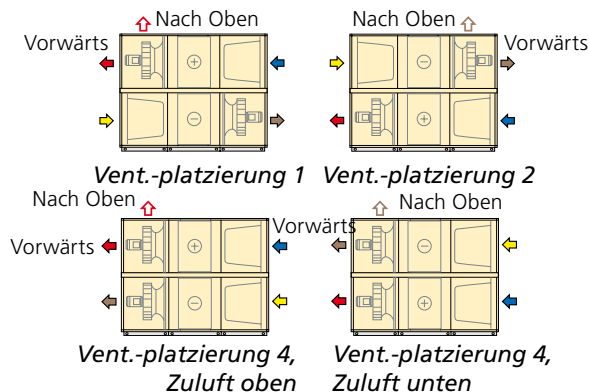 Nach Oben
Vorwärts
Vent.-platzierung 1
Nach Oben
Vorwärts
Vent.-platzierung 2
Nach Oben
Vorwärts
Vent.-platzierung 4,
Zuluft oben
Nach Oben
Vorwärts
Vent.-platzierung 4,
Zuluft unten